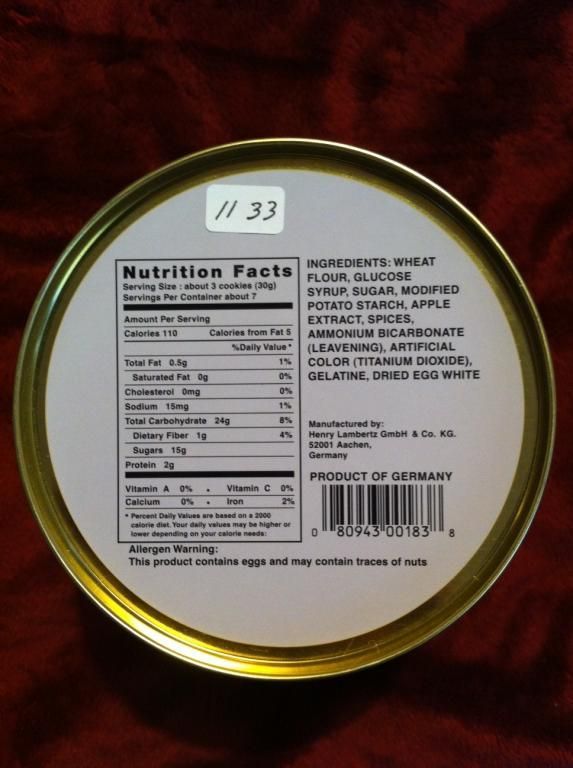 11 33
Nutrition Facts
Serving Size : about 3 cookies (30g)
Servings Per Container about 7
Amount Per Serving
Calories 110 Calories from Fat 5
%Daily Value *
Total Fat 0.5g 1%
Saturated Fat 0g 0%
Cholesterol 0mg 0%
Sodium 15mg 1%
Total Carbohydrate 24g 8%
Dietary Fiber 1g 4%
Sugars 15g
Protein 2g
Vitamin A 0% . Vitamin C 0%
Calcium 0% . Iron 2%
* Percent Daily Values are based on a 2000
calorie diet. Your daily values may be higher or
lower depending on your calorie needs:
INGREDIENTS: WHEAT
FLOUR, GLUCOSE
SYRUP, SUGAR, MODIFIED
POTATO STARCH, APPLE
EXTRACT, SPICES,
AMMONIUM BICARBONATE
(LEAVENING), ARTIFICIAL
COLOR (TITANIUM DIOXIDE),
GELATINE, DRIED EGG WHITE
Manufactured by:
Henry Lambertz GmbH & Co. KG.
52001 Aachen,
Germany
PRODUCT OF GERMANY
0 80943 00183 8
Allergen Warning:
This product contains eggs and may contain traces of nuts